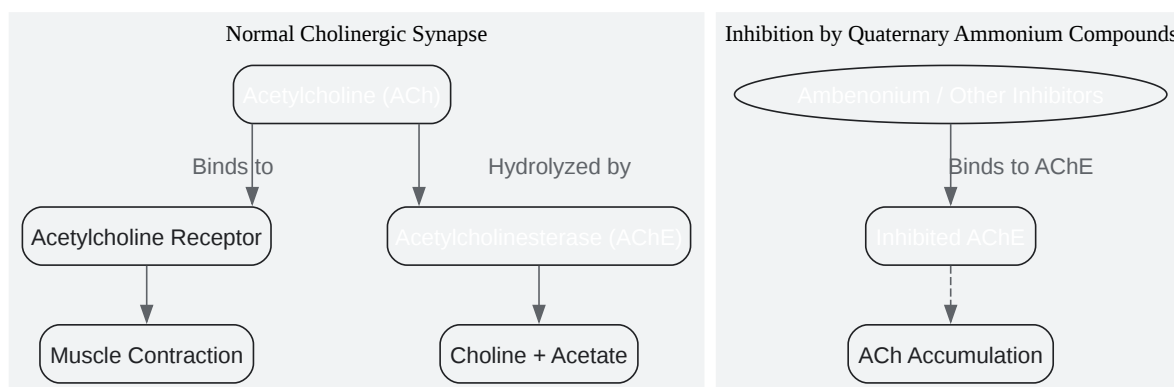 Normal Cholinergic Synapse
Acetylcholine (ACh)
Binds to
Hydrolyzed by
Acetylcholine Receptor
Acetylcholinesterase (AChE)
Muscle Contraction
Choline + Acetate
Inhibition by Quaternary Ammonium Compounds
Ambenonium / Other Inhibitors
Binds to AChE
Inhibited AChE
ACh Accumulation